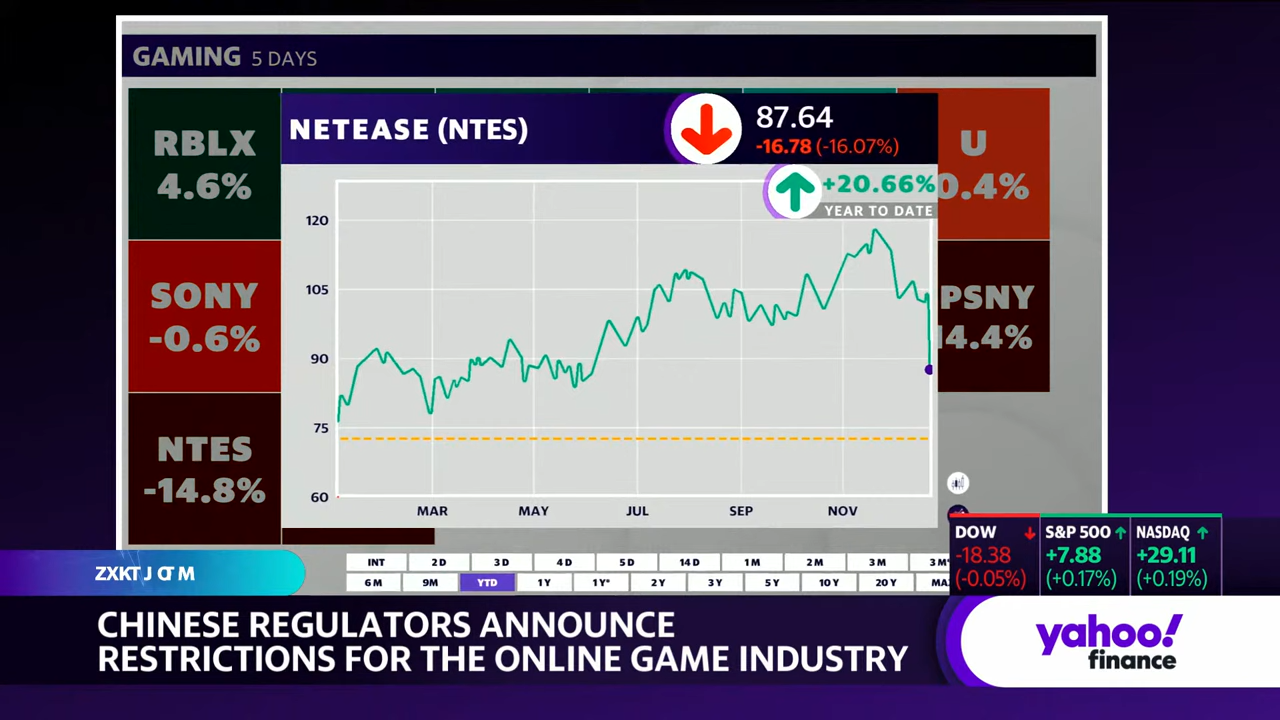 GAMING 5 DAYS
RBLX
4.6%
NETEASE (NTES)
87.64
-16.78 (-16.07%)
+20.66%
YEAR TO DATE
U
0.4%
SONY
-0.6%
PSNY
14.4%
NTES
-14.8%
120
105
90
75
60
MAR MAY JUL SEP NOV
INT 2D 3D 4D 5D 14D 1M 2M 3M 3M*
6M 9M YTD 1Y 1Y* 2Y 3Y 5Y 10Y 20Y MAX
DOW
-18.38
(-0.05%)
S&P 500
+7.88
(+0.17%)
NASDAQ
+29.11
(+0.19%)
CHINESE REGULATORS ANNOUNCE
RESTRICTIONS FOR THE ONLINE GAME INDUSTRY
yahoo!
finance